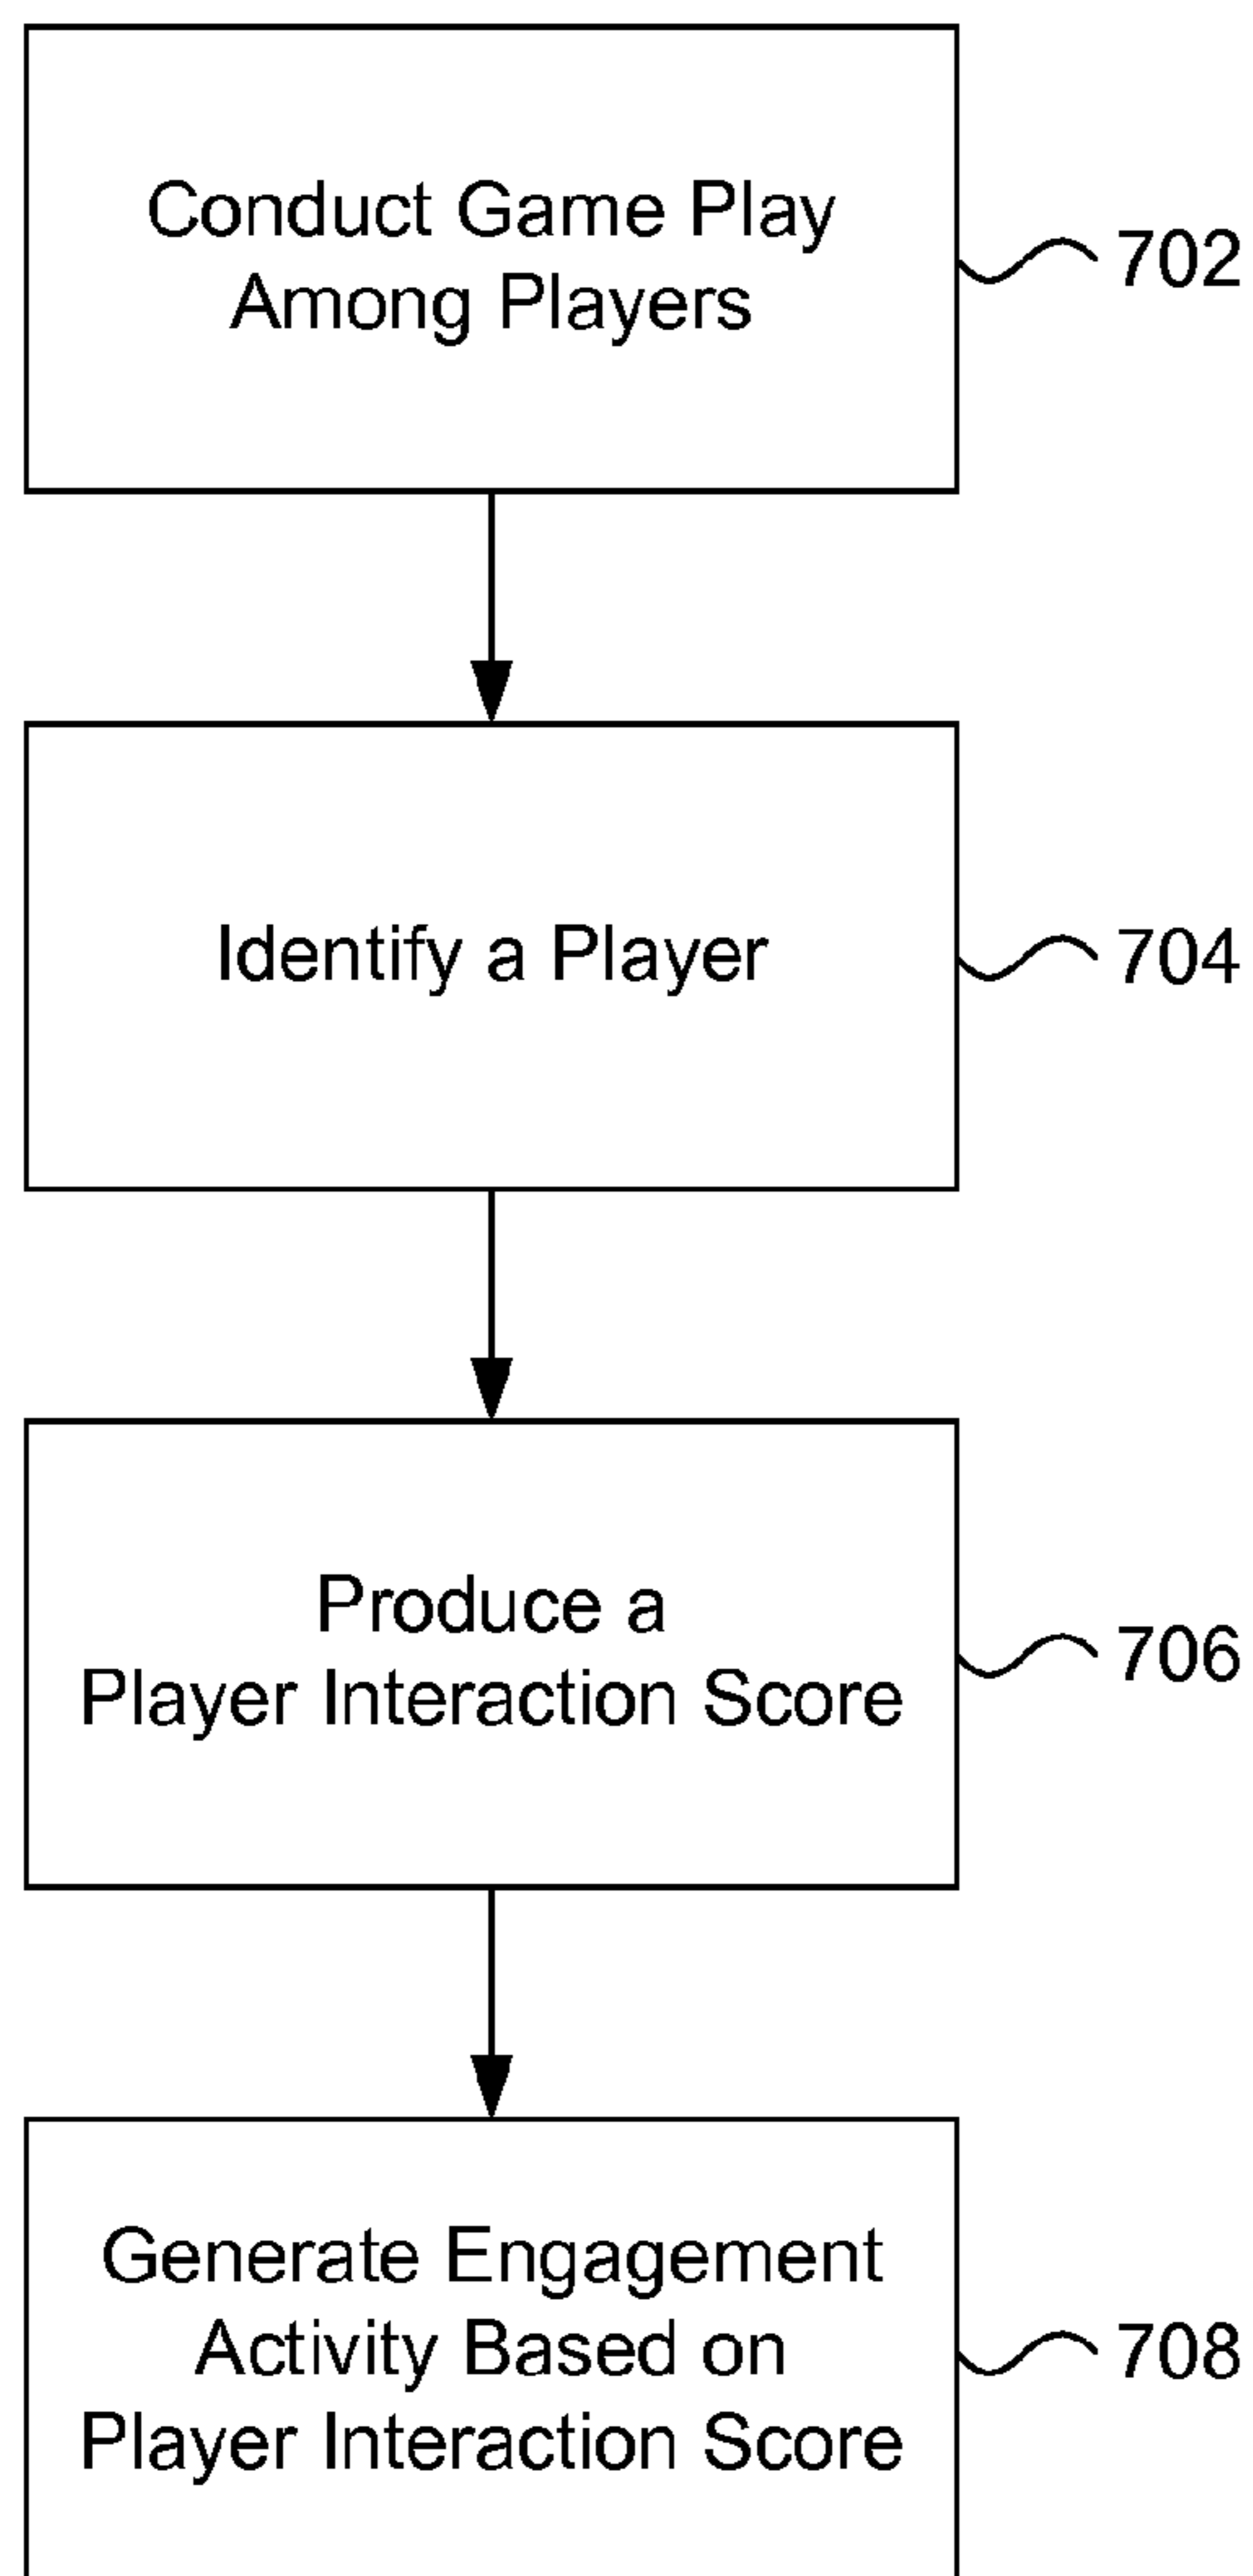 Conduct Game Play
Among Players
702
Identify a Player
704
Produce a
Player Interaction Score
706
Generate Engagement
Activity Based on
Player Interaction Score
708